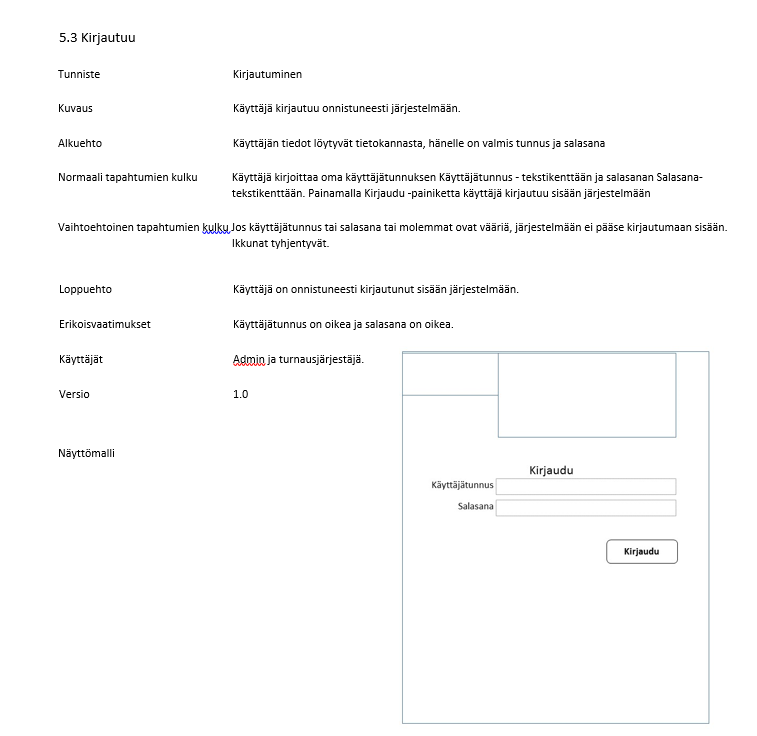 5.3 Kirjautuu
Tunniste Kirjautuminen
Kuvaus Käyttäjä kirjautuu onnistuneesti järjestelmään.
Alkuehto Käyttäjän tiedot löytyvät tietokannasta, hänelle on valmis tunnus ja salasana
Normaali tapahtumien kulku Käyttäjä kirjoittaa oma käyttäjätunnuksen Käyttäjätunnus - tekstikenttään ja salasanan Salasana-
tekstikenttään. Painamalla Kirjaudu -painiketta käyttäjä kirjautuu sisään järjestelmään
Vaihtoehtoinen tapahtumien kulku Jos käyttäjätunnus tai salasana tai molemmat ovat vääriä, järjestelmään ei pääse kirjautumaan sisään.
Ikkunat tyhjentyvät.
Loppuehto Käyttäjä on onnistuneesti kirjautunut sisään järjestelmään.
Erikoisvaatimukset Käyttäjätunnus on oikea ja salasana on oikea.
Käyttäjät Admin ja turnausjärjestäjä.
Versio 1.0
Näyttömalli
Kirjaudu
Käyttäjätunnus
Salasana
Kirjaudu